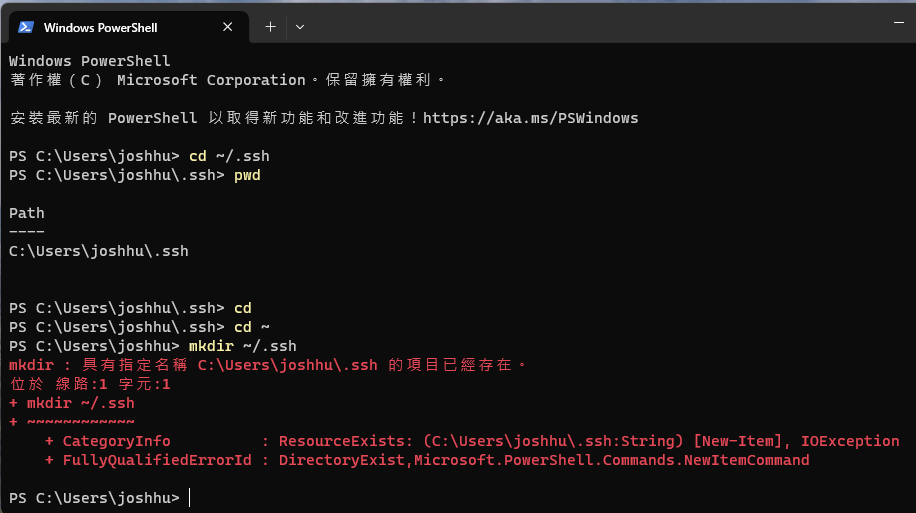 Windows PowerShell
Windows PowerShell
著作權（C） Microsoft Corporation。保留擁有權利。
安裝最新的 PowerShell 以取得新功能和改進功能！https://aka.ms/PSWindows
PS C:\Users\joshhu> cd ~/.ssh
PS C:\Users\joshhu\.ssh> pwd
Path
----
C:\Users\joshhu\.ssh
PS C:\Users\joshhu\.ssh> cd
PS C:\Users\joshhu\.ssh> cd ~
PS C:\Users\joshhu> mkdir ~/.ssh
mkdir : 具有指定名稱 C:\Users\joshhu\.ssh 的項目已經存在。
位於 線路:1 字元:1
+ mkdir ~/.ssh
+ ~~~~~~~~~~~~
    + CategoryInfo          : ResourceExists: (C:\Users\joshhu\.ssh:String) [New-Item], IOException
    + FullyQualifiedErrorId : DirectoryExist,Microsoft.PowerShell.Commands.NewItemCommand
PS C:\Users\joshhu>